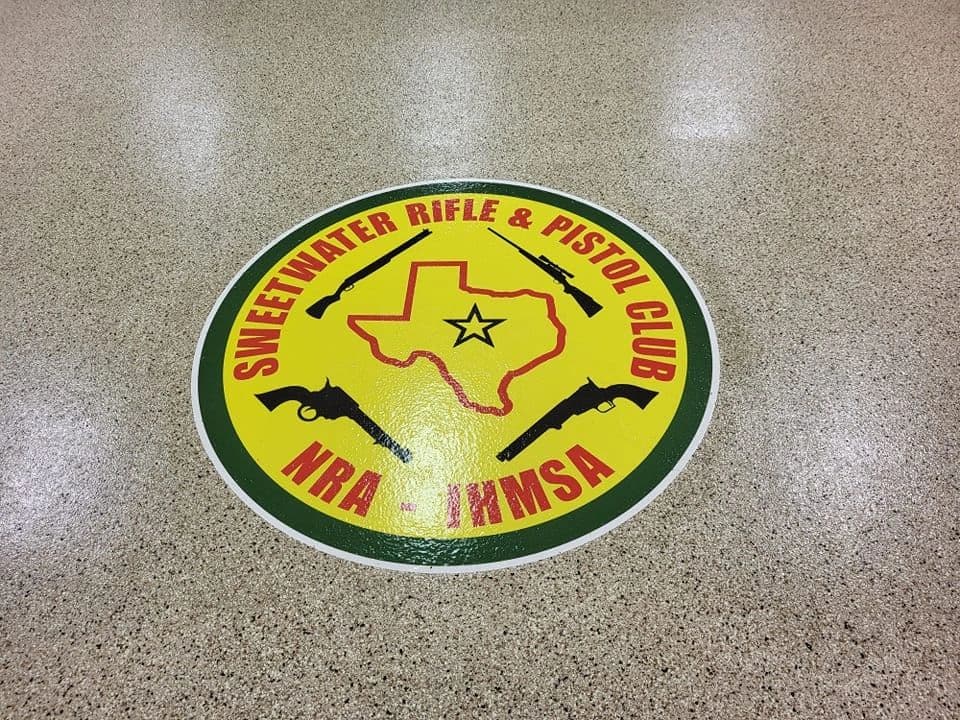 SWEETWATER RIFLE & PISTOL CLUB
NRA - IHMSA